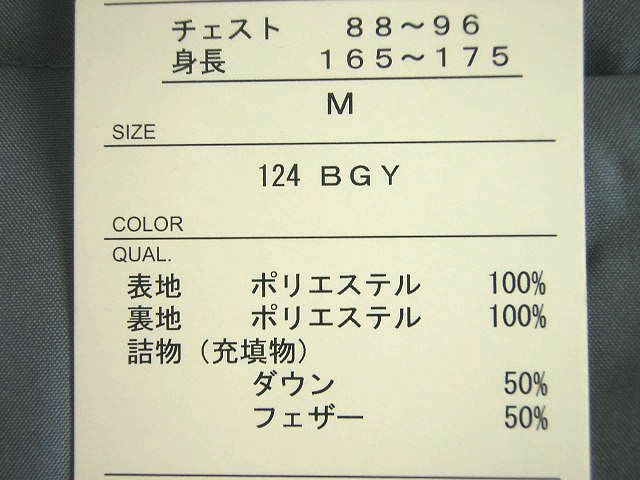 チェスト 88～96
身長 165～175
M
SIZE
124 BGY
COLOR
QUAL.
表地 ポリエステル 100%
裏地 ポリエステル 100%
詰物（充填物）
ダウン 50%
フェザー 50%